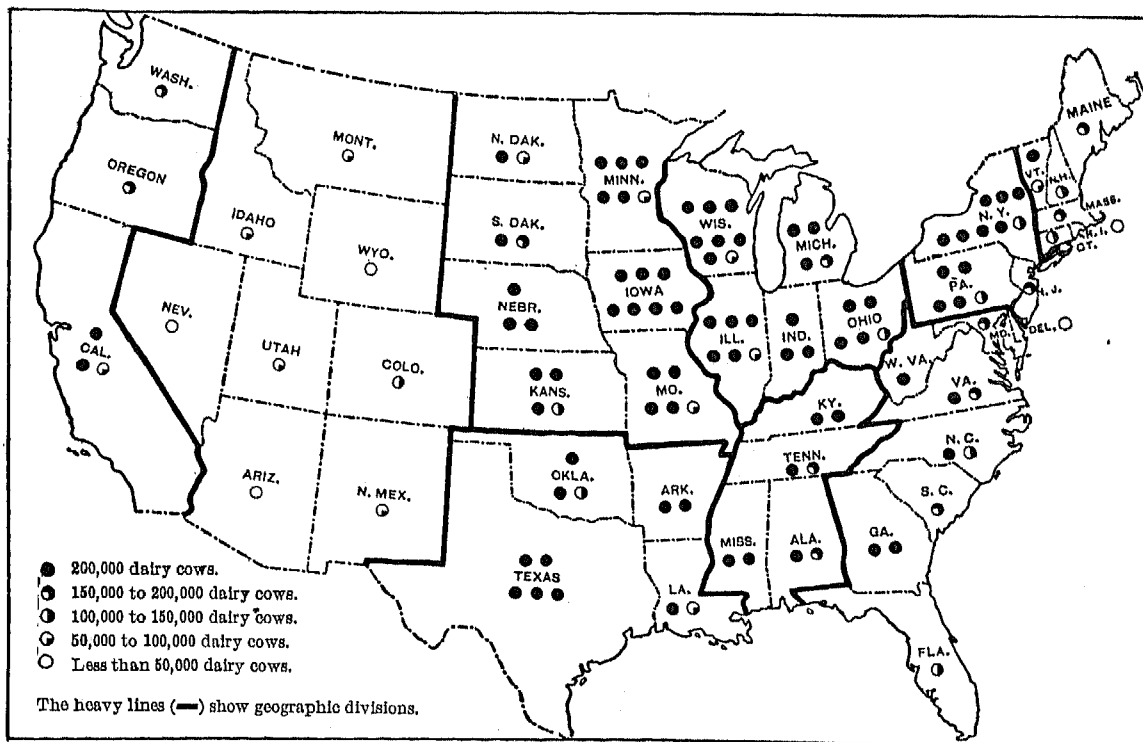 WASH.
OREGON
CAL.
NEV.
IDAHO
MONT.
WYO.
UTAH
COLO.
ARIZ.
N. MEX.
N. DAK.
S. DAK.
NEBR.
KANS.
OKLA.
TEXAS
MINN.
IOWA
MO.
ARK.
LA.
WIS.
ILL.
MICH.
IND.
OHIO
KY.
TENN.
MISS.
ALA.
GA.
FLA.
S. C.
N. C.
VA.
W. VA.
MD.
DEL.
PA.
N. J.
N. Y.
VT.
N. H.
MAINE
MASS.
R. I.
CT.
200,000 dairy cows.
150,000 to 200,000 dairy cows.
100,000 to 150,000 dairy cows.
50,000 to 100,000 dairy cows.
Less than 50,000 dairy cows.
The heavy lines (━) show geographic divisions.